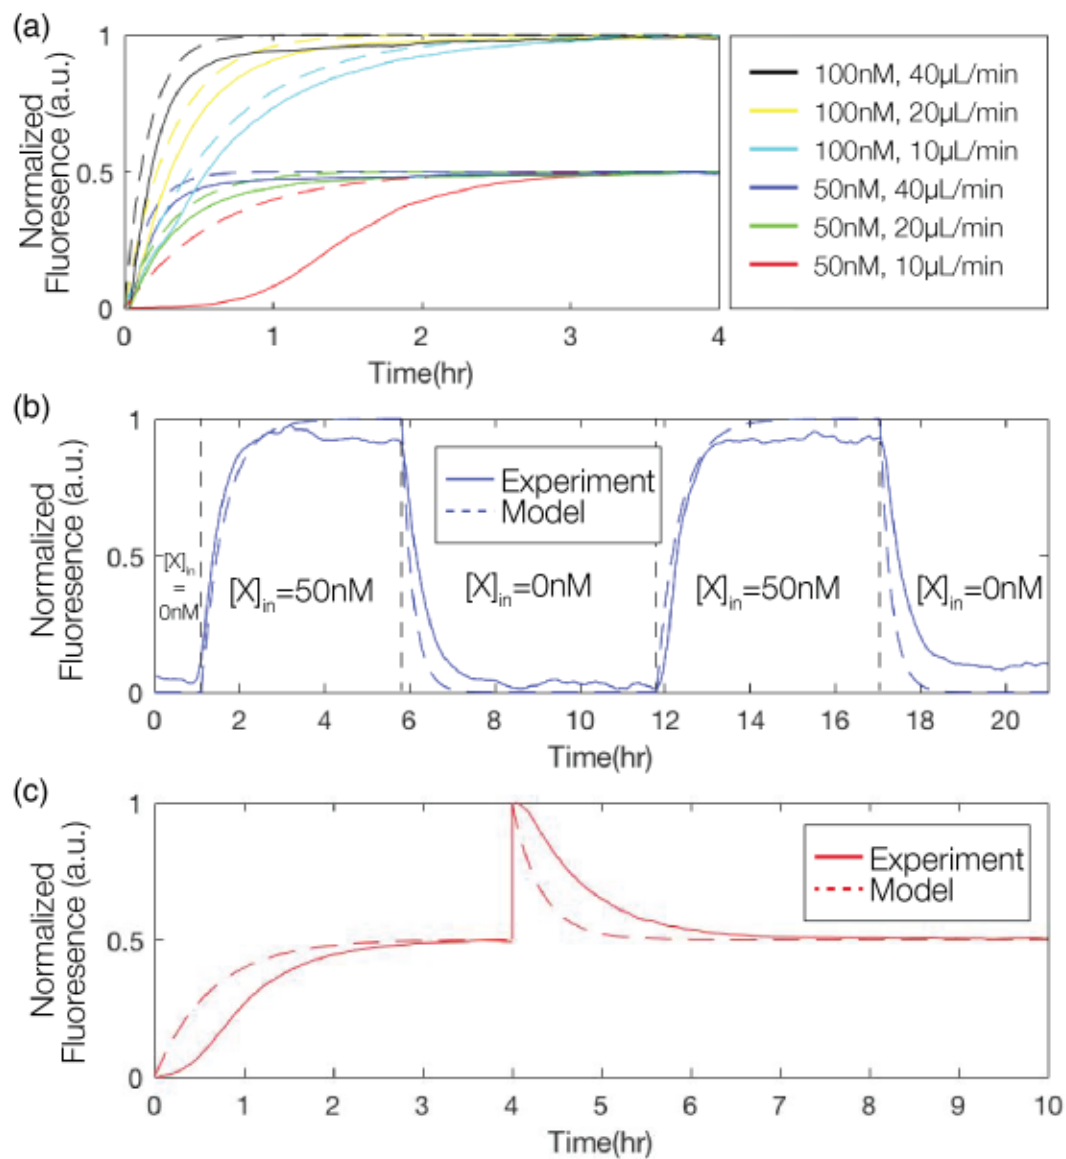 (a)
Normalized
Fluoresence (a.u.)
1
0.5
0
0 1 2 3 4
Time(hr)
100nM, 40µL/min
100nM, 20µL/min
100nM, 10µL/min
50nM, 40µL/min
50nM, 20µL/min
50nM, 10µL/min
(b)
Normalized
Fluoresence (a.u.)
1
0.5
0
[X]in
=
0nM
[X]in=50nM
Experiment
Model
[X]in=0nM
[X]in=50nM
[X]in=0nM
0 2 4 6 8 10 12 14 16 18 20
Time(hr)
(c)
Normalized
Fluoresence (a.u.)
1
0.5
0
Experiment
Model
0 1 2 3 4 5 6 7 8 9 10
Time(hr)